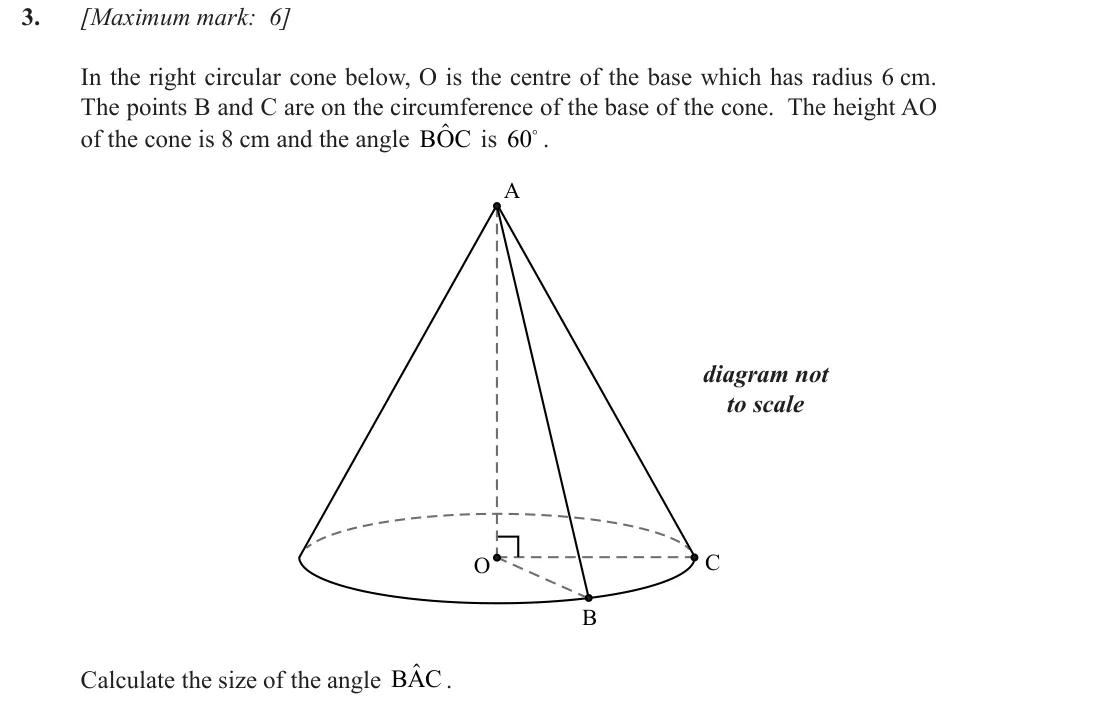 3. [Maximum mark: 6]
In the right circular cone below, O is the centre of the base which has radius 6 cm.
The points B and C are on the circumference of the base of the cone. The height AO
of the cone is 8 cm and the angle BÔC is 60°.
A
diagram not
to scale
O
C
B
Calculate the size of the angle BÂC.